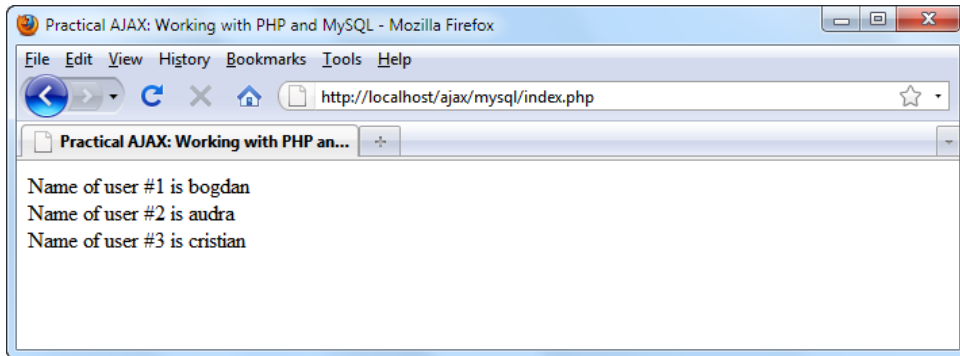 Practical AJAX: Working with PHP and MySQL - Mozilla Firefox
File Edit View History Bookmarks Tools Help
http://localhost/ajax/mysql/index.php
Practical AJAX: Working with PHP an...
Name of user #1 is bogdan
Name of user #2 is audra
Name of user #3 is cristian